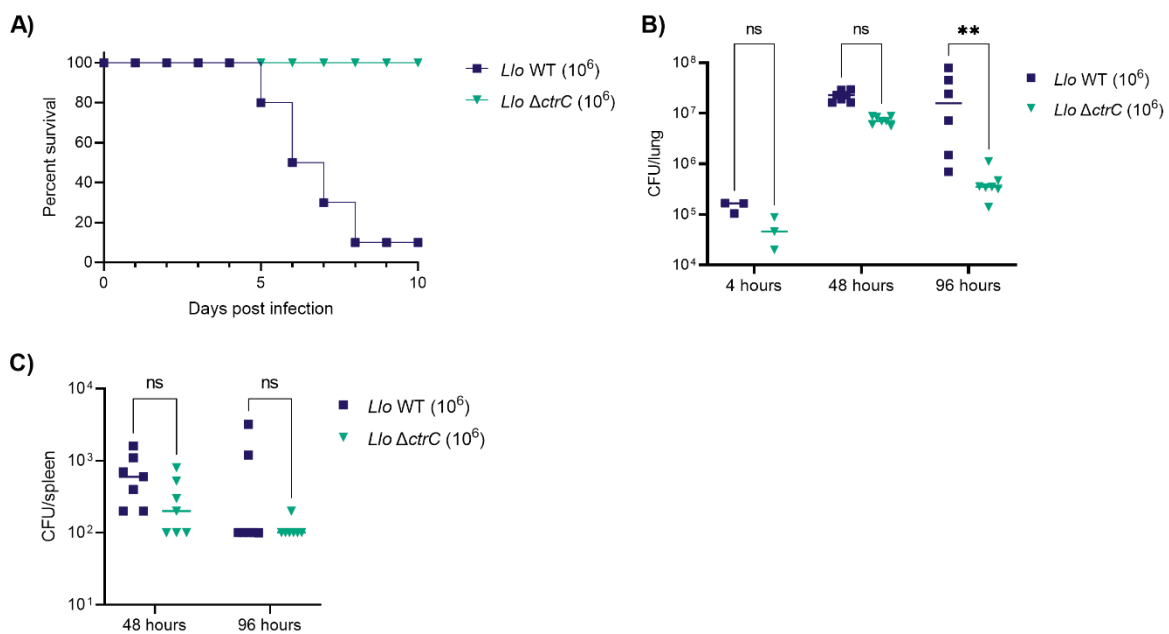 A)
Percent survival
100
80
60
40
20
0
0 5 10
Days post infection
Llo WT (10⁶)
Llo ΔctrC (10⁶)
B)
ns ns **
CFU/lung
10⁸
10⁷
10⁶
10⁵
10⁴
4 hours 48 hours 96 hours
Llo WT (10⁶)
Llo ΔctrC (10⁶)
C)
ns ns
CFU/spleen
10⁴
10³
10²
10¹
48 hours 96 hours
Llo WT (10⁶)
Llo ΔctrC (10⁶)